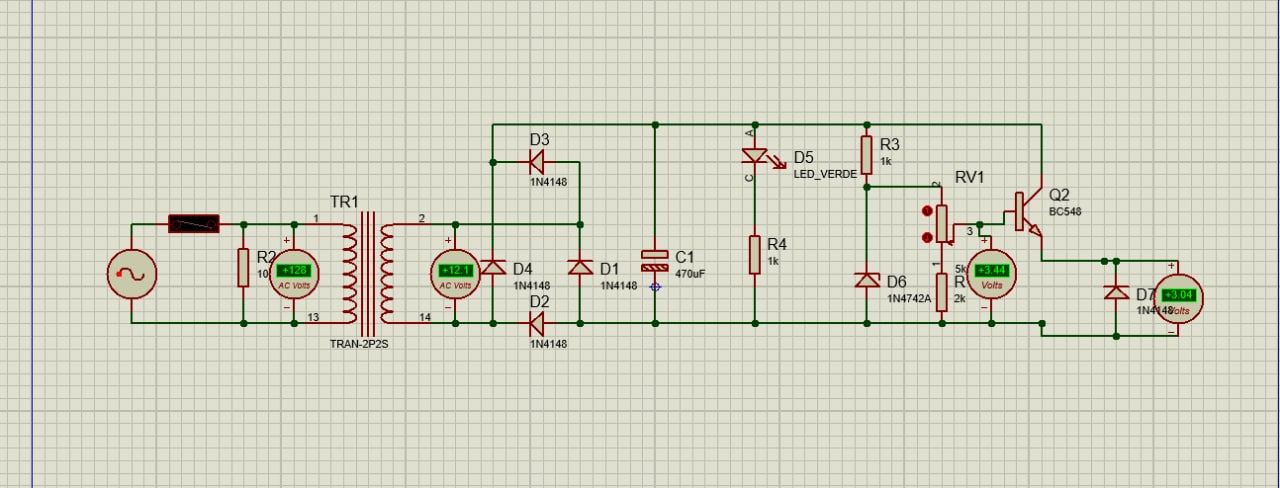 D3
1N4148
TR1
1
2
13
14
TRAN-2P2S
R2
10
+128
AC Volts
+12.1
AC Volts
D4
1N4148
D1
1N4148
D2
1N4148
C1
470uF
A
C
D5
LED_VERDE
R4
1k
R3
1k
D6
1N4742A
RV1
2
3
1
5k
R
2k
+3.44
Volts
Q2
BC548
D7
1N4148
+3.04
Volts